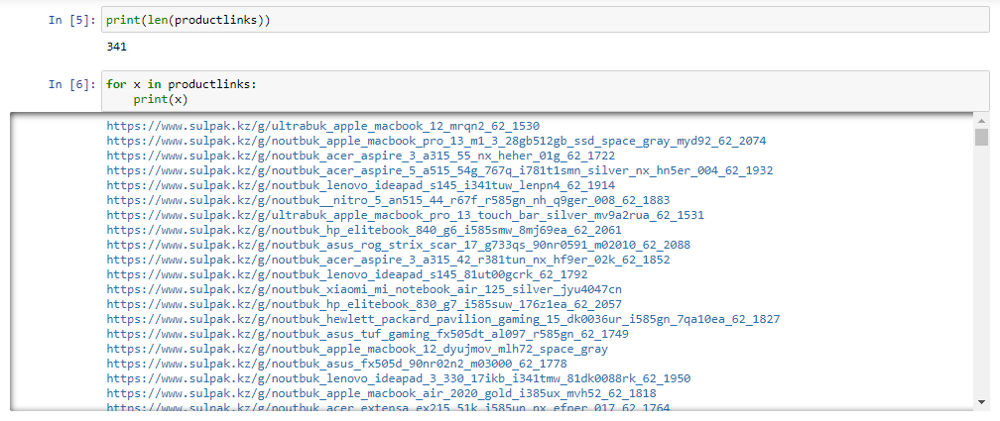 In [5]: print(len(productlinks))
341
In [6]: for x in productlinks:
print(x)
https://www.sulpak.kz/g/ultrabuk_apple_macbook_12_mrqn2_62_1530
https://www.sulpak.kz/g/noutbuk_apple_macbook_pro_13_m1_3_28gb512gb_ssd_space_gray_myd92_62_2074
https://www.sulpak.kz/g/noutbuk_acer_aspire_3_a315_55_nx_heher_01g_62_1722
https://www.sulpak.kz/g/noutbuk_acer_aspire_5_a515_54g_767q_i781t1smn_silver_nx_hn5er_004_62_1932
https://www.sulpak.kz/g/noutbuk_lenovo_ideapad_s145_i341tuw_lenpn4_62_1914
https://www.sulpak.kz/g/noutbuk__nitro_5_an515_44_r67f_r585gn_nh_q9ger_008_62_1883
https://www.sulpak.kz/g/ultrabuk_apple_macbook_pro_13_touch_bar_silver_mv9a2rua_62_1531
https://www.sulpak.kz/g/noutbuk_hp_elitebook_840_g6_i585smw_8mj69ea_62_2061
https://www.sulpak.kz/g/noutbuk_asus_rog_strix_scar_17_g733qs_90nr0591_m02010_62_2088
https://www.sulpak.kz/g/noutbuk_acer_aspire_3_a315_42_r381tun_nx_hf9er_02k_62_1852
https://www.sulpak.kz/g/noutbuk_lenovo_ideapad_s145_81ut00gcrk_62_1792
https://www.sulpak.kz/g/noutbuk_xiaomi_mi_notebook_air_125_silver_jyu4047cn
https://www.sulpak.kz/g/noutbuk_hp_elitebook_830_g7_i585suw_176z1ea_62_2057
https://www.sulpak.kz/g/noutbuk_hewlett_packard_pavilion_gaming_15_dk0036ur_i585gn_7qa10ea_62_1827
https://www.sulpak.kz/g/noutbuk_asus_tuf_gaming_fx505dt_al097_r585gn_62_1749
https://www.sulpak.kz/g/noutbuk_apple_macbook_12_dyujmov_mlh72_space_gray
https://www.sulpak.kz/g/noutbuk_asus_fx505d_90nr02n2_m03000_62_1778
https://www.sulpak.kz/g/noutbuk_lenovo_ideapad_3_330_17ikb_i341tmw_81dk0088rk_62_1950
https://www.sulpak.kz/g/noutbuk_apple_macbook_air_2020_gold_i385ux_mvh52_62_1818
https://www.sulpak.kz/g/noutbuk_acer_extensa_ex215_51k_i585un_nx_efper_017_62_1764